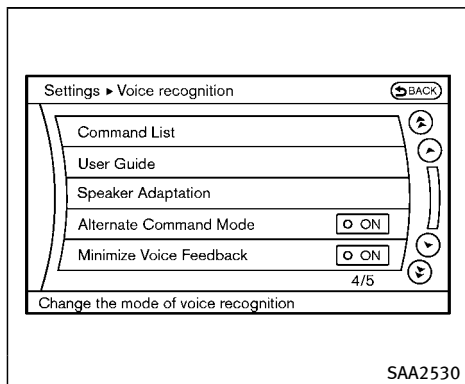 Settings ▸ Voice recognition BACK
Command List
User Guide
Speaker Adaptation
Alternate Command Mode ON
Minimize Voice Feedback ON
4/5
Change the mode of voice recognition
SAA2530